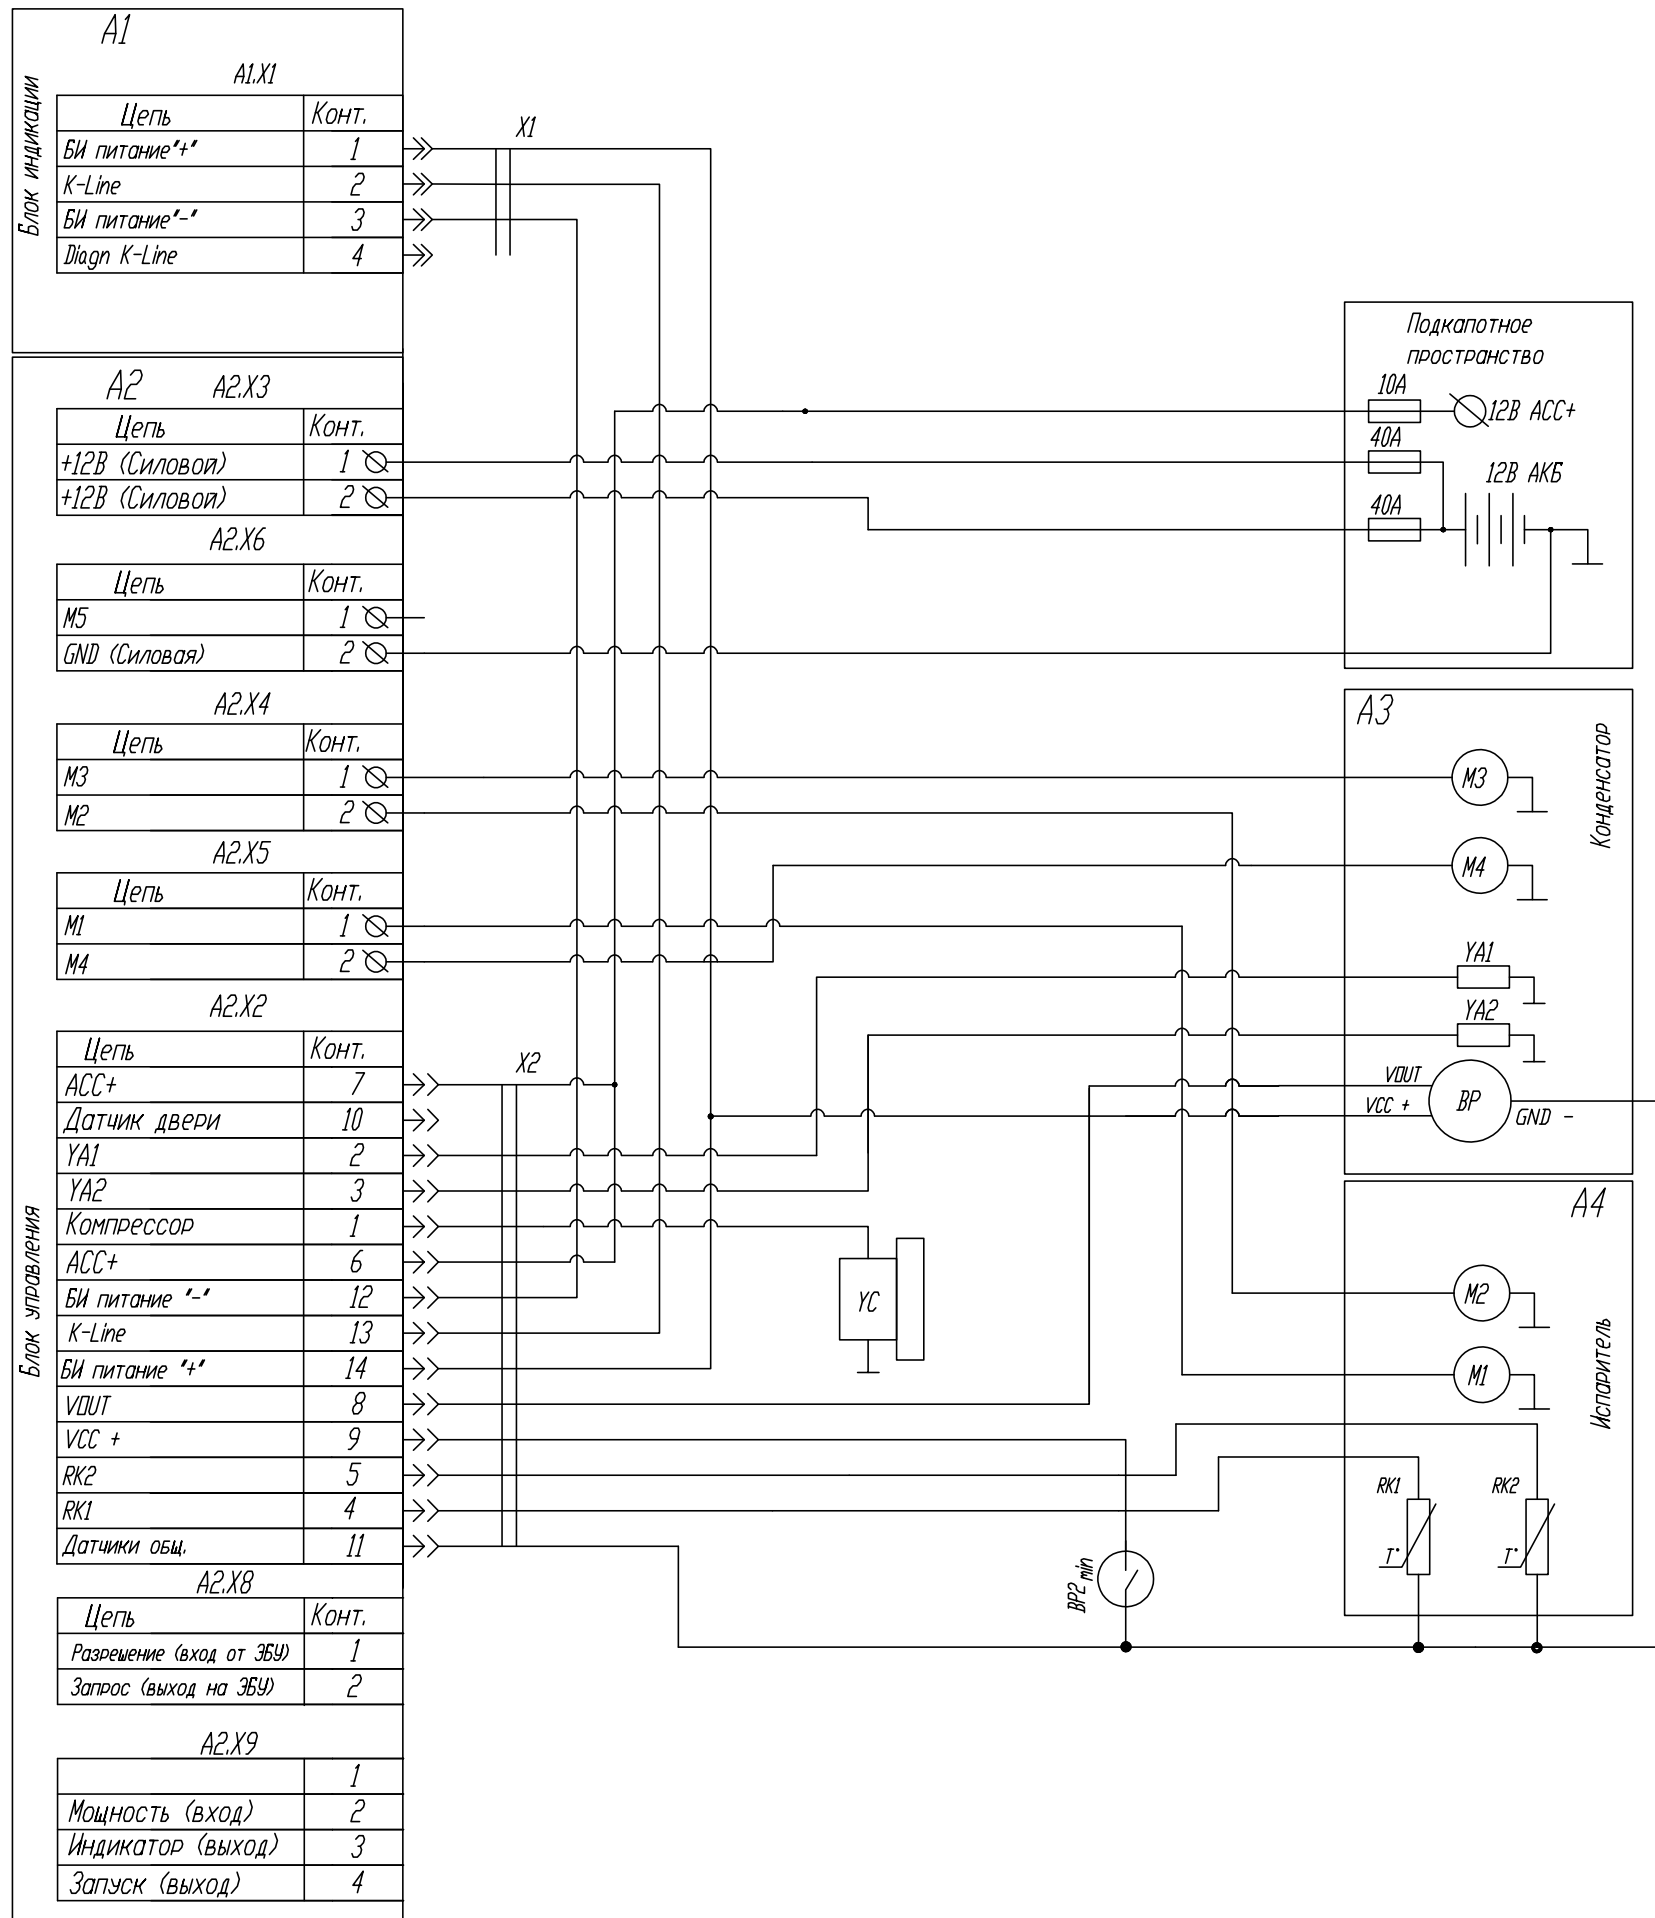 A1
A1.X1
Блок индикации
Цепь Конт.
БИ питание"+" 1
K-Line 2
БИ питание"-" 3
Diagn K-Line 4
X1
A2 A2.X3
Цепь Конт.
+12В (Силовой) 1
+12В (Силовой) 2
A2.X6
Цепь Конт.
M5 1
GND (Силовая) 2
A2.X4
Цепь Конт.
M3 1
M2 2
A2.X5
Цепь Конт.
M1 1
M4 2
A2.X2
Блок управления
Цепь Конт.
ACC+ 7
Датчик двери 10
YA1 2
YA2 3
Компрессор 1
ACC+ 6
БИ питание "-" 12
K-Line 13
БИ питание "+" 14
VOUT 8
VCC + 9
RK2 5
RK1 4
Датчики общ. 11
X2
A2.X8
Цепь Конт.
Разрешение (вход от ЭБУ) 1
Запрос (выход на ЭБУ) 2
A2.X9
1
Мощность (вход) 2
Индикатор (выход) 3
Запуск (выход) 4
YC
BP2 min
Подкапотное
пространство
10А
12В ACC+
40А
12В АКБ
40А
A3
Конденсатор
M3
M4
YA1
YA2
VOUT
VCC +
BP
GND -
A4
Испаритель
M2
M1
RK1
RK2
T°
T°